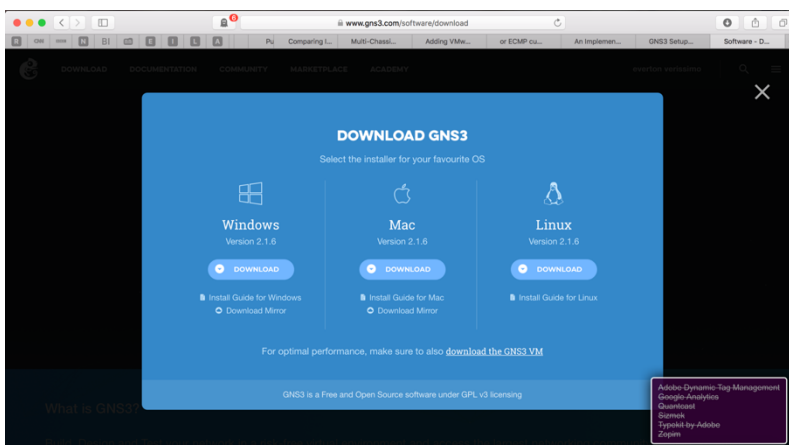 6
www.gns3.com/software/download
Comparing I... Multi-Chassi... Adding VMw... or ECMP cu... An Implemen... GNS3 Setup... Software - D...
DOWNLOAD DOCUMENTATION COMMUNITY MARKETPLACE ACADEMY
DOWNLOAD GNS3
Select the installer for your favourite OS
Windows
Version 2.1.6
DOWNLOAD
Install Guide for Windows
Download Mirror
Mac
Version 2.1.6
DOWNLOAD
Install Guide for Mac
Download Mirror
Linux
Version 2.1.6
DOWNLOAD
Install Guide for Linux
For optimal performance, make sure to also download the GNS3 VM
GNS3 is a Free and Open Source software under GPL v3 licensing
What is GNS3?
Adobe Dynamic Tag Management
Google Analytics
Quantcast
Sizmek
Typekit by Adobe
Zopim